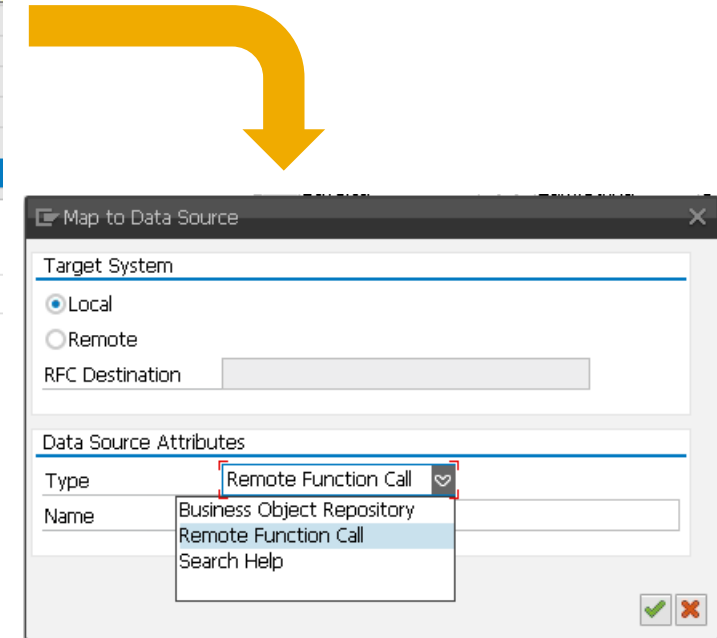 Map to Data Source
Target System
Local
Remote
RFC Destination
Data Source Attributes
Type Remote Function Call
Name Business Object Repository
Remote Function Call
Search Help